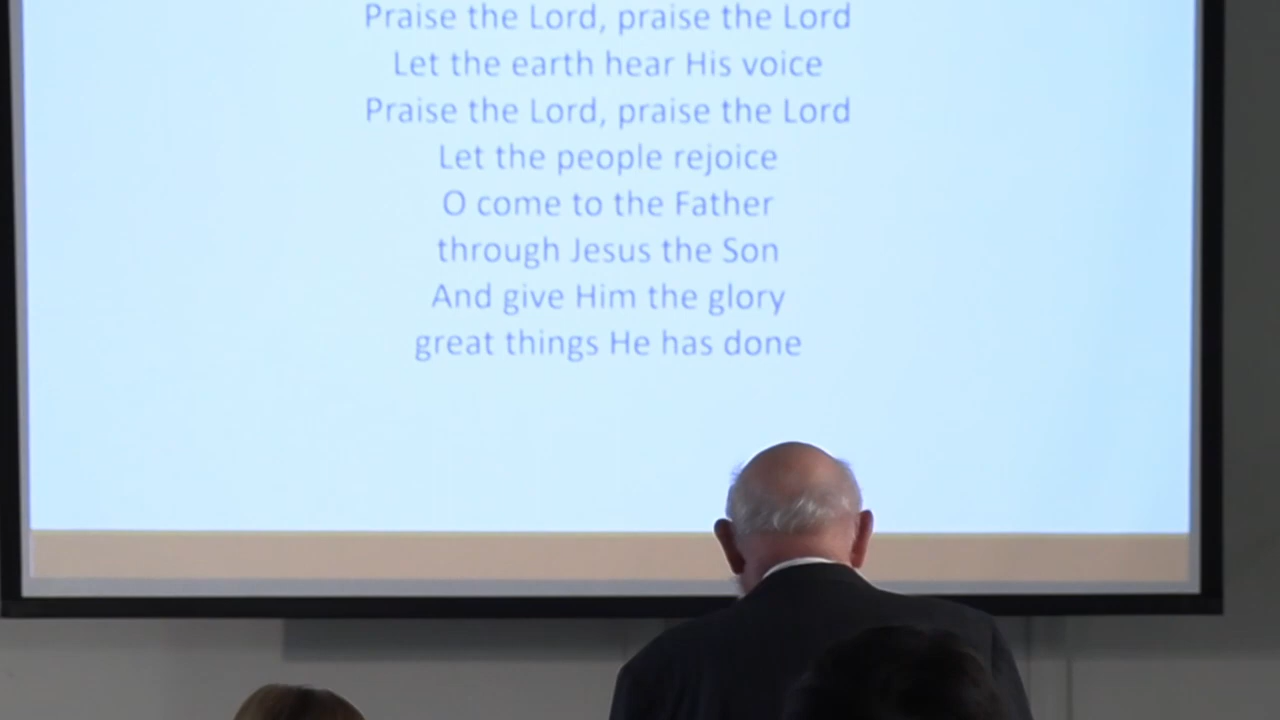 Praise the Lord, praise the Lord
Let the earth hear His voice
Praise the Lord, praise the Lord
Let the people rejoice
O come to the Father
through Jesus the Son
And give Him the glory
great things He has done